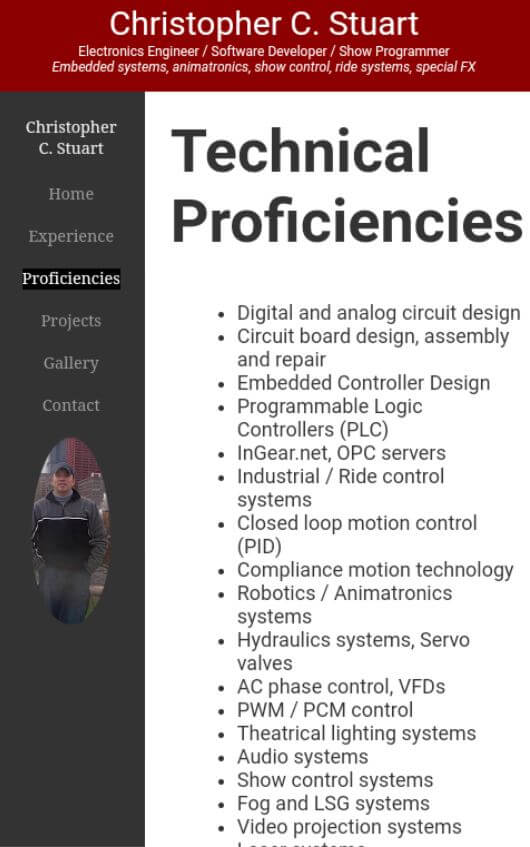 Christopher C. Stuart
Electronics Engineer / Software Developer / Show Programmer
Embedded systems, animatronics, show control, ride systems, special FX
Christopher
C. Stuart
Home
Experience
Proficiencies
Projects
Gallery
Contact
Technical
Proficiencies
• Digital and analog circuit design
• Circuit board design, assembly
and repair
• Embedded Controller Design
• Programmable Logic
Controllers (PLC)
• InGear.net, OPC servers
• Industrial / Ride control
systems
• Closed loop motion control
(PID)
• Compliance motion technology
• Robotics / Animatronics
systems
• Hydraulics systems, Servo
valves
• AC phase control, VFDs
• PWM / PCM control
• Theatrical lighting systems
• Audio systems
• Show control systems
• Fog and LSG systems
• Video projection systems